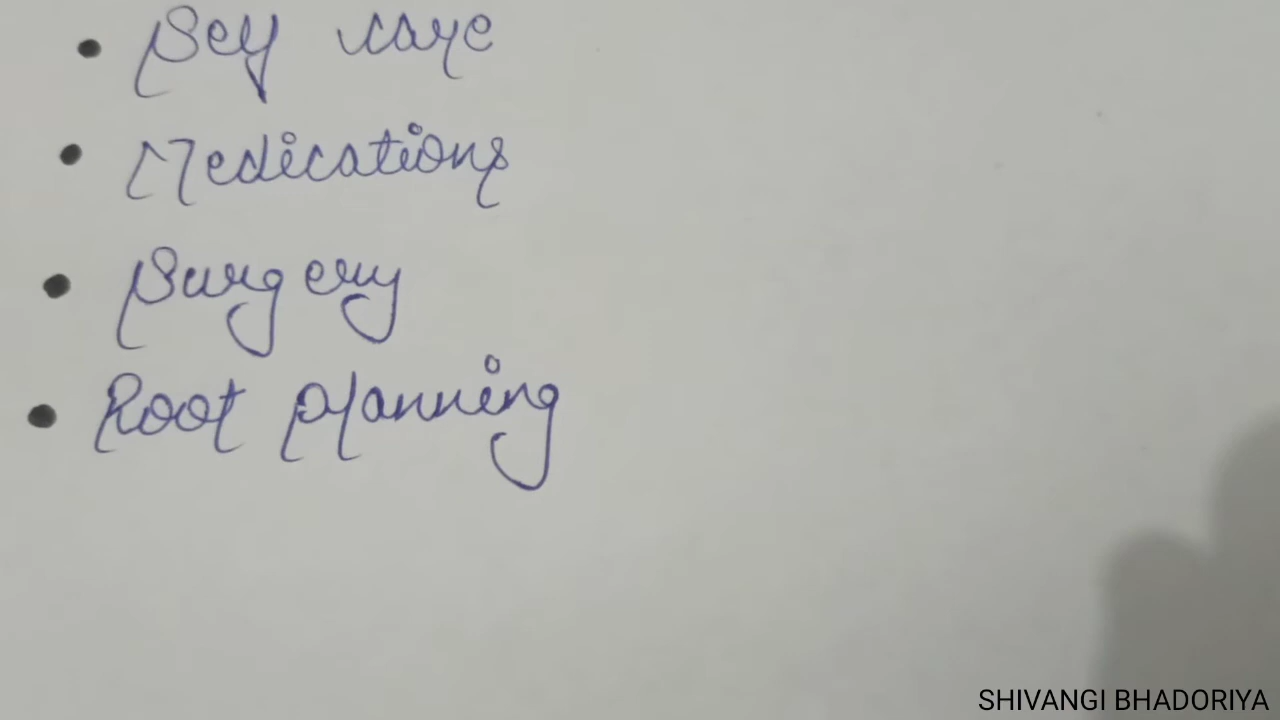 • Self care
• Medications
• Surgery
• Root planning
SHIVANGI BHADORIYA